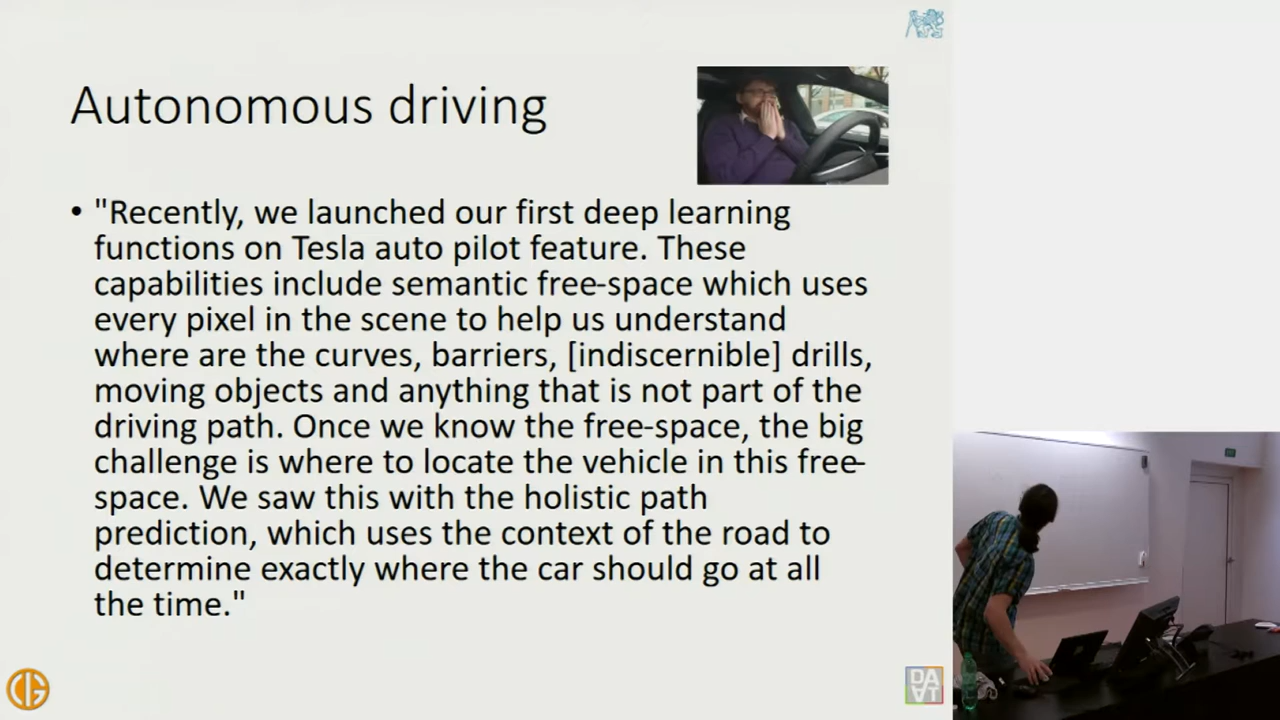 Autonomous driving
• "Recently, we launched our first deep learning
functions on Tesla auto pilot feature. These
capabilities include semantic free-space which uses
every pixel in the scene to help us understand
where are the curves, barriers, [indiscernible] drills,
moving objects and anything that is not part of the
driving path. Once we know the free-space, the big
challenge is where to locate the vehicle in this free-
space. We saw this with the holistic path
prediction, which uses the context of the road to
determine exactly where the car should go at all
the time."
DA
AT